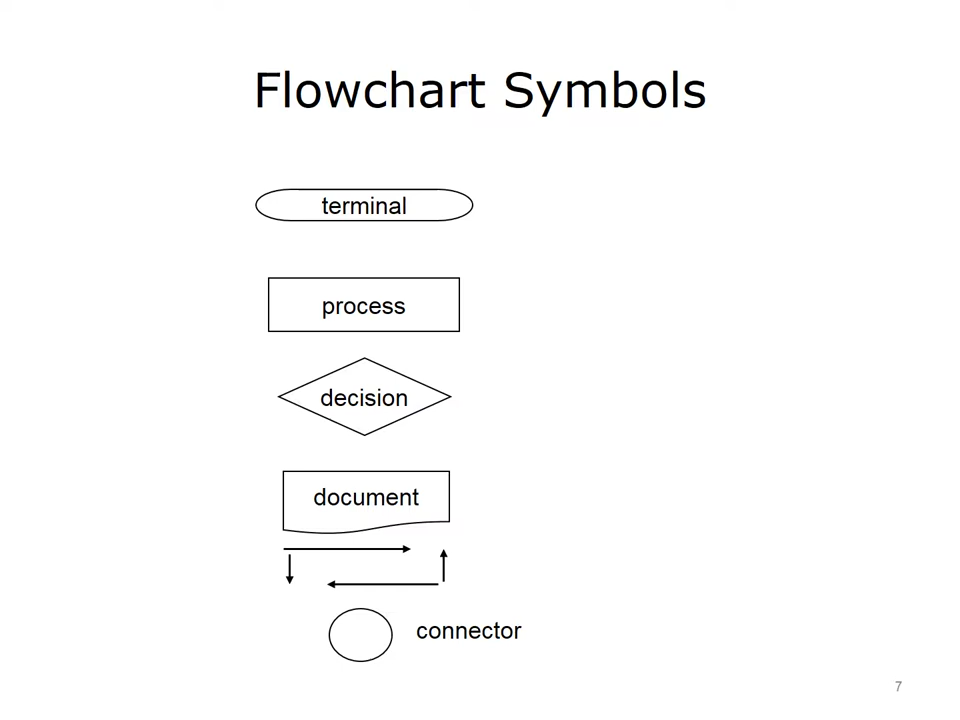 Flowchart Symbols
terminal
process
decision
document
connector
7